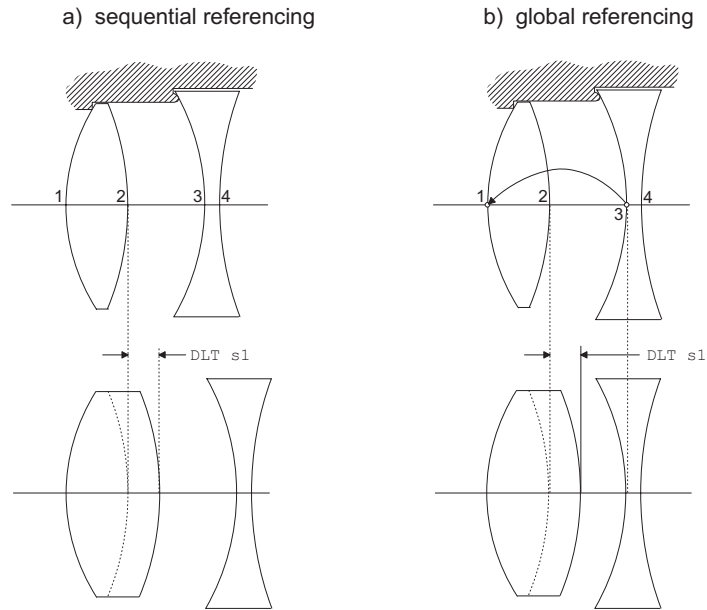 a) sequential referencing
b) global referencing
1 2 3 4
1 2 3 4
DLT s1
DLT s1